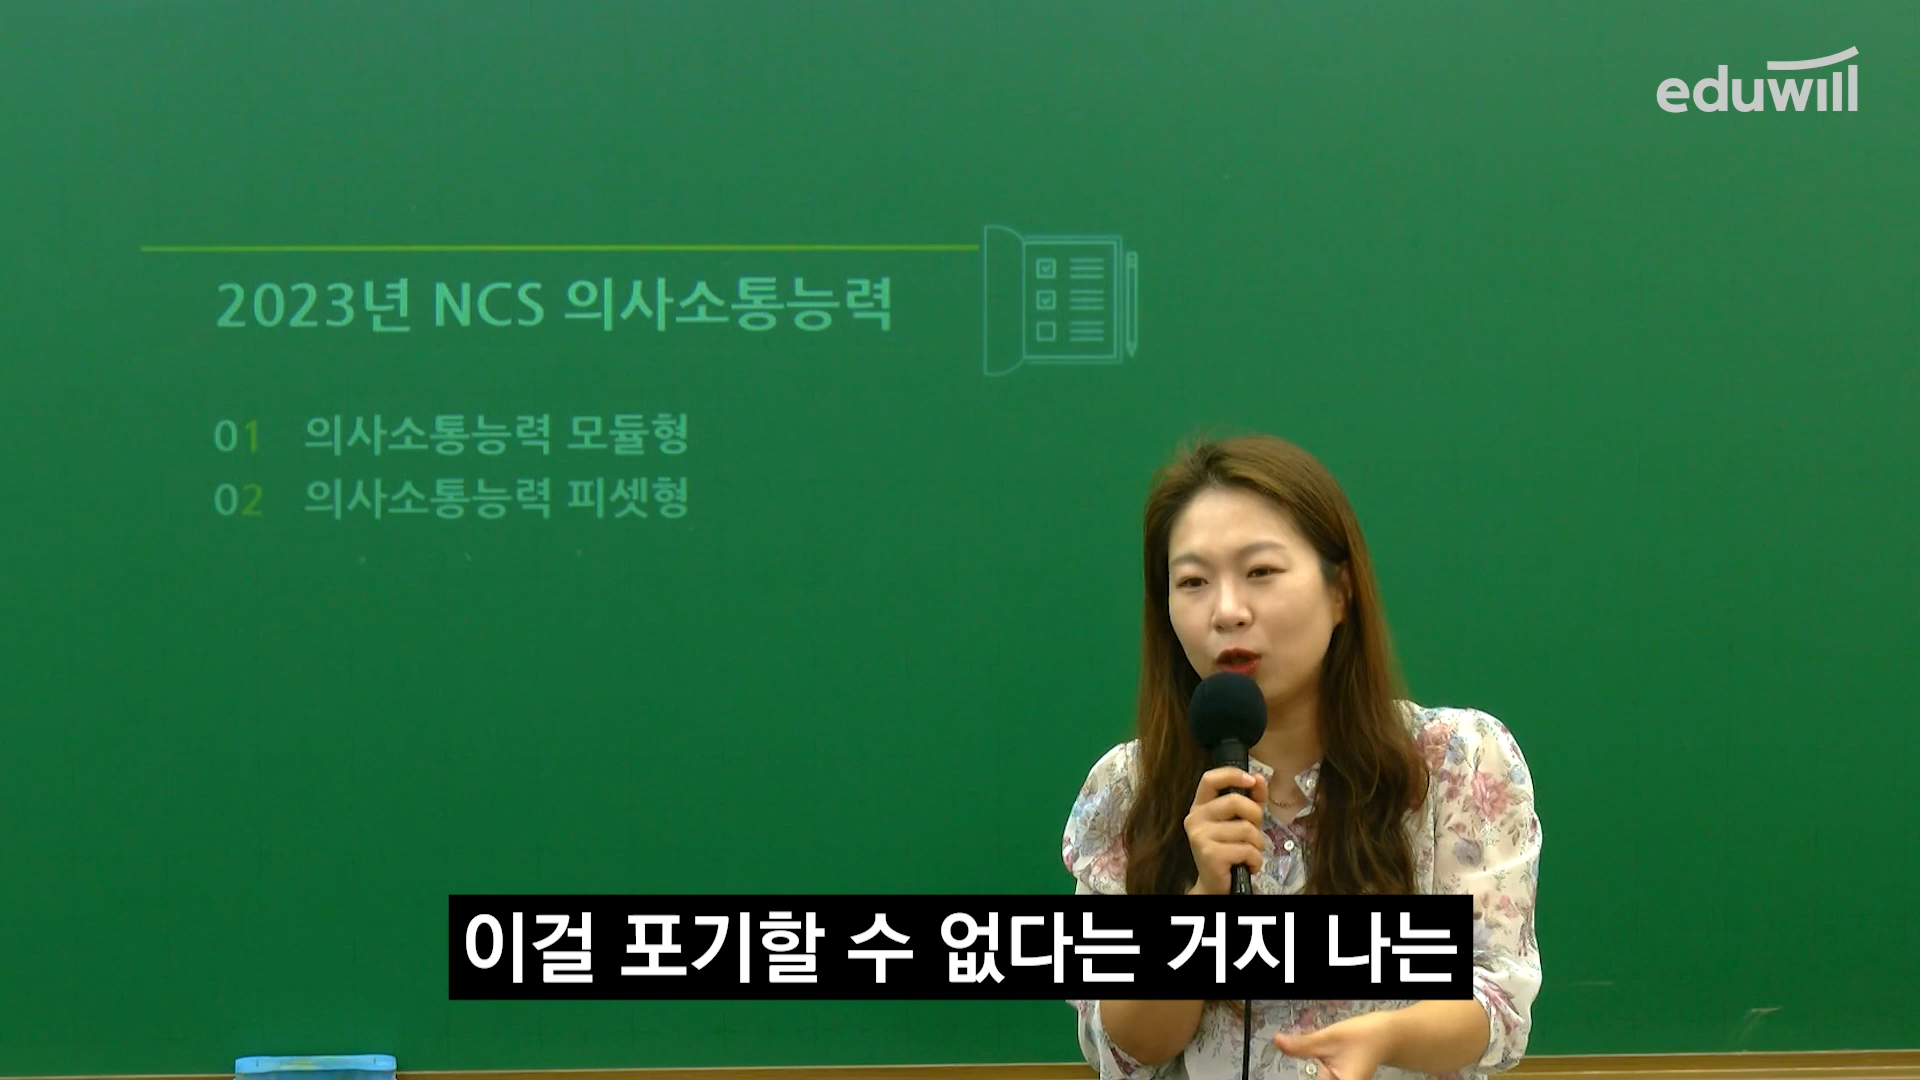 eduwill
2023년 NCS 의사소통능력
01 의사소통능력 모듈형
02 의사소통능력 피셋형
이걸 포기할 수 없다는 거지 나는